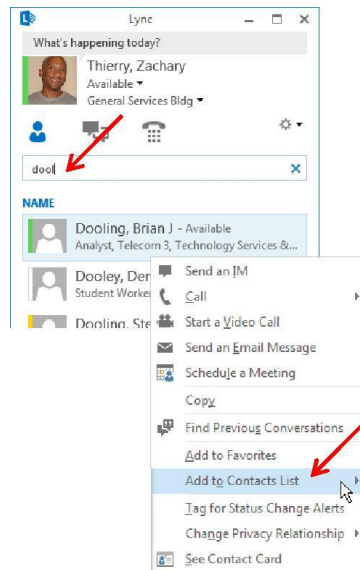 Lync
What's happening today?
Thierry, Zachary
Available
General Services Bldg
dool
NAME
Dooling, Brian J - Available
Analyst, Telecom 3, Technology Services &...
Dooley, Der
Student Worke
Dooling, Ste
Send an IM
Call
Start a Video Call
Send an Email Message
Schedule a Meeting
Copy
Find Previous Conversations
Add to Favorites
Add to Contacts List
Tag for Status Change Alerts
Change Privacy Relationship
See Contact Card